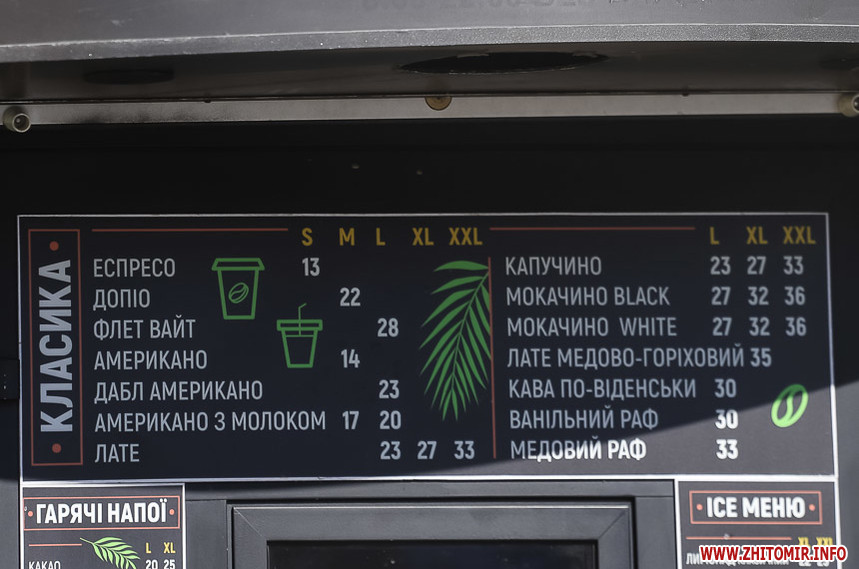 КЛАСИКА
S M L XL XXL
ЕСПРЕСО 13
ДОПІО 22
ФЛЕТ ВАЙТ 28
АМЕРИКАНО 14
ДАБЛ АМЕРИКАНО 23
АМЕРИКАНО З МОЛОКОМ 17 20
ЛАТЕ 23 27 33
L XL XXL
КАПУЧИНО 23 27 33
МОКАЧИНО BLACK 27 32 36
МОКАЧИНО WHITE 27 32 36
ЛАТЕ МЕДОВО-ГОРІХОВИЙ 35
КАВА ПО-ВІДЕНСЬКИ 30
ВАНІЛЬНИЙ РАФ 30
МЕДОВИЙ РАФ 33
ГАРЯЧІ НАПОЇ
L XL
КАКАО 20 25
ICE МЕНЮ
XL XXL
WWW.ZHITOMIR.INFO